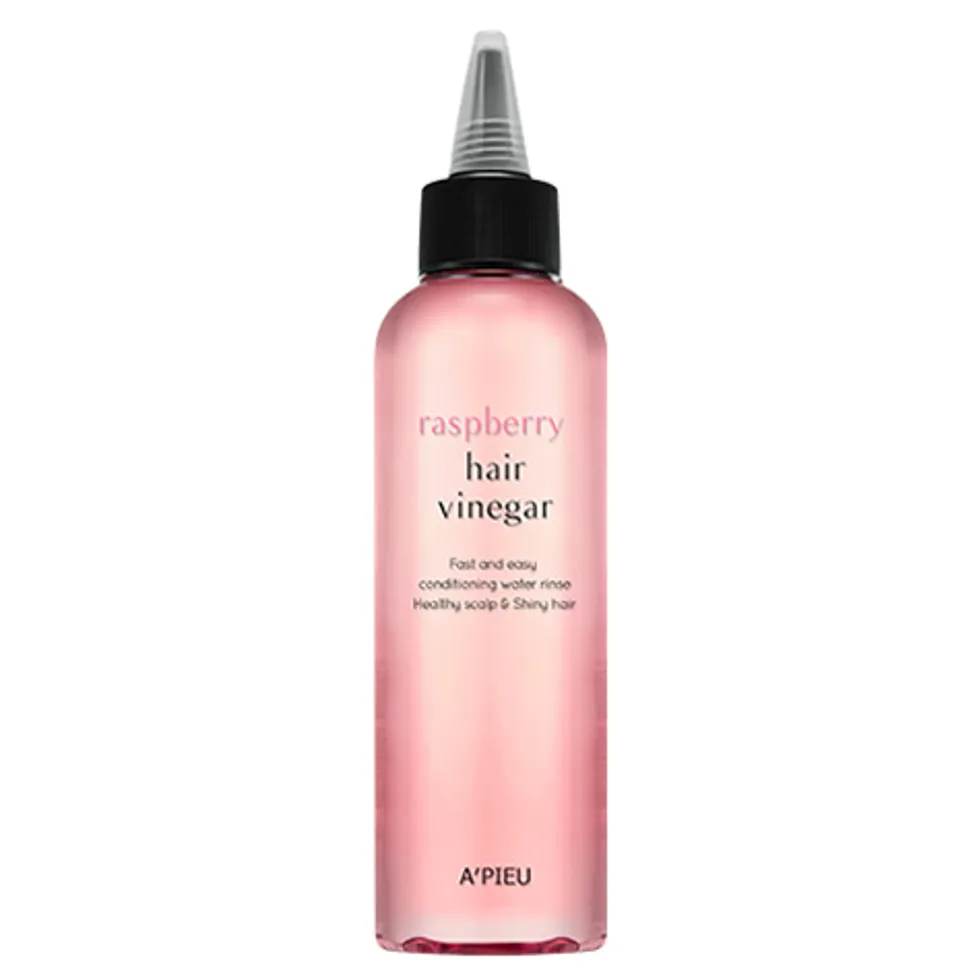 raspberry
hair
vinegar
Fast and easy
conditioning water rinse
Healthy scalp & Shiny hair
A'PIEU